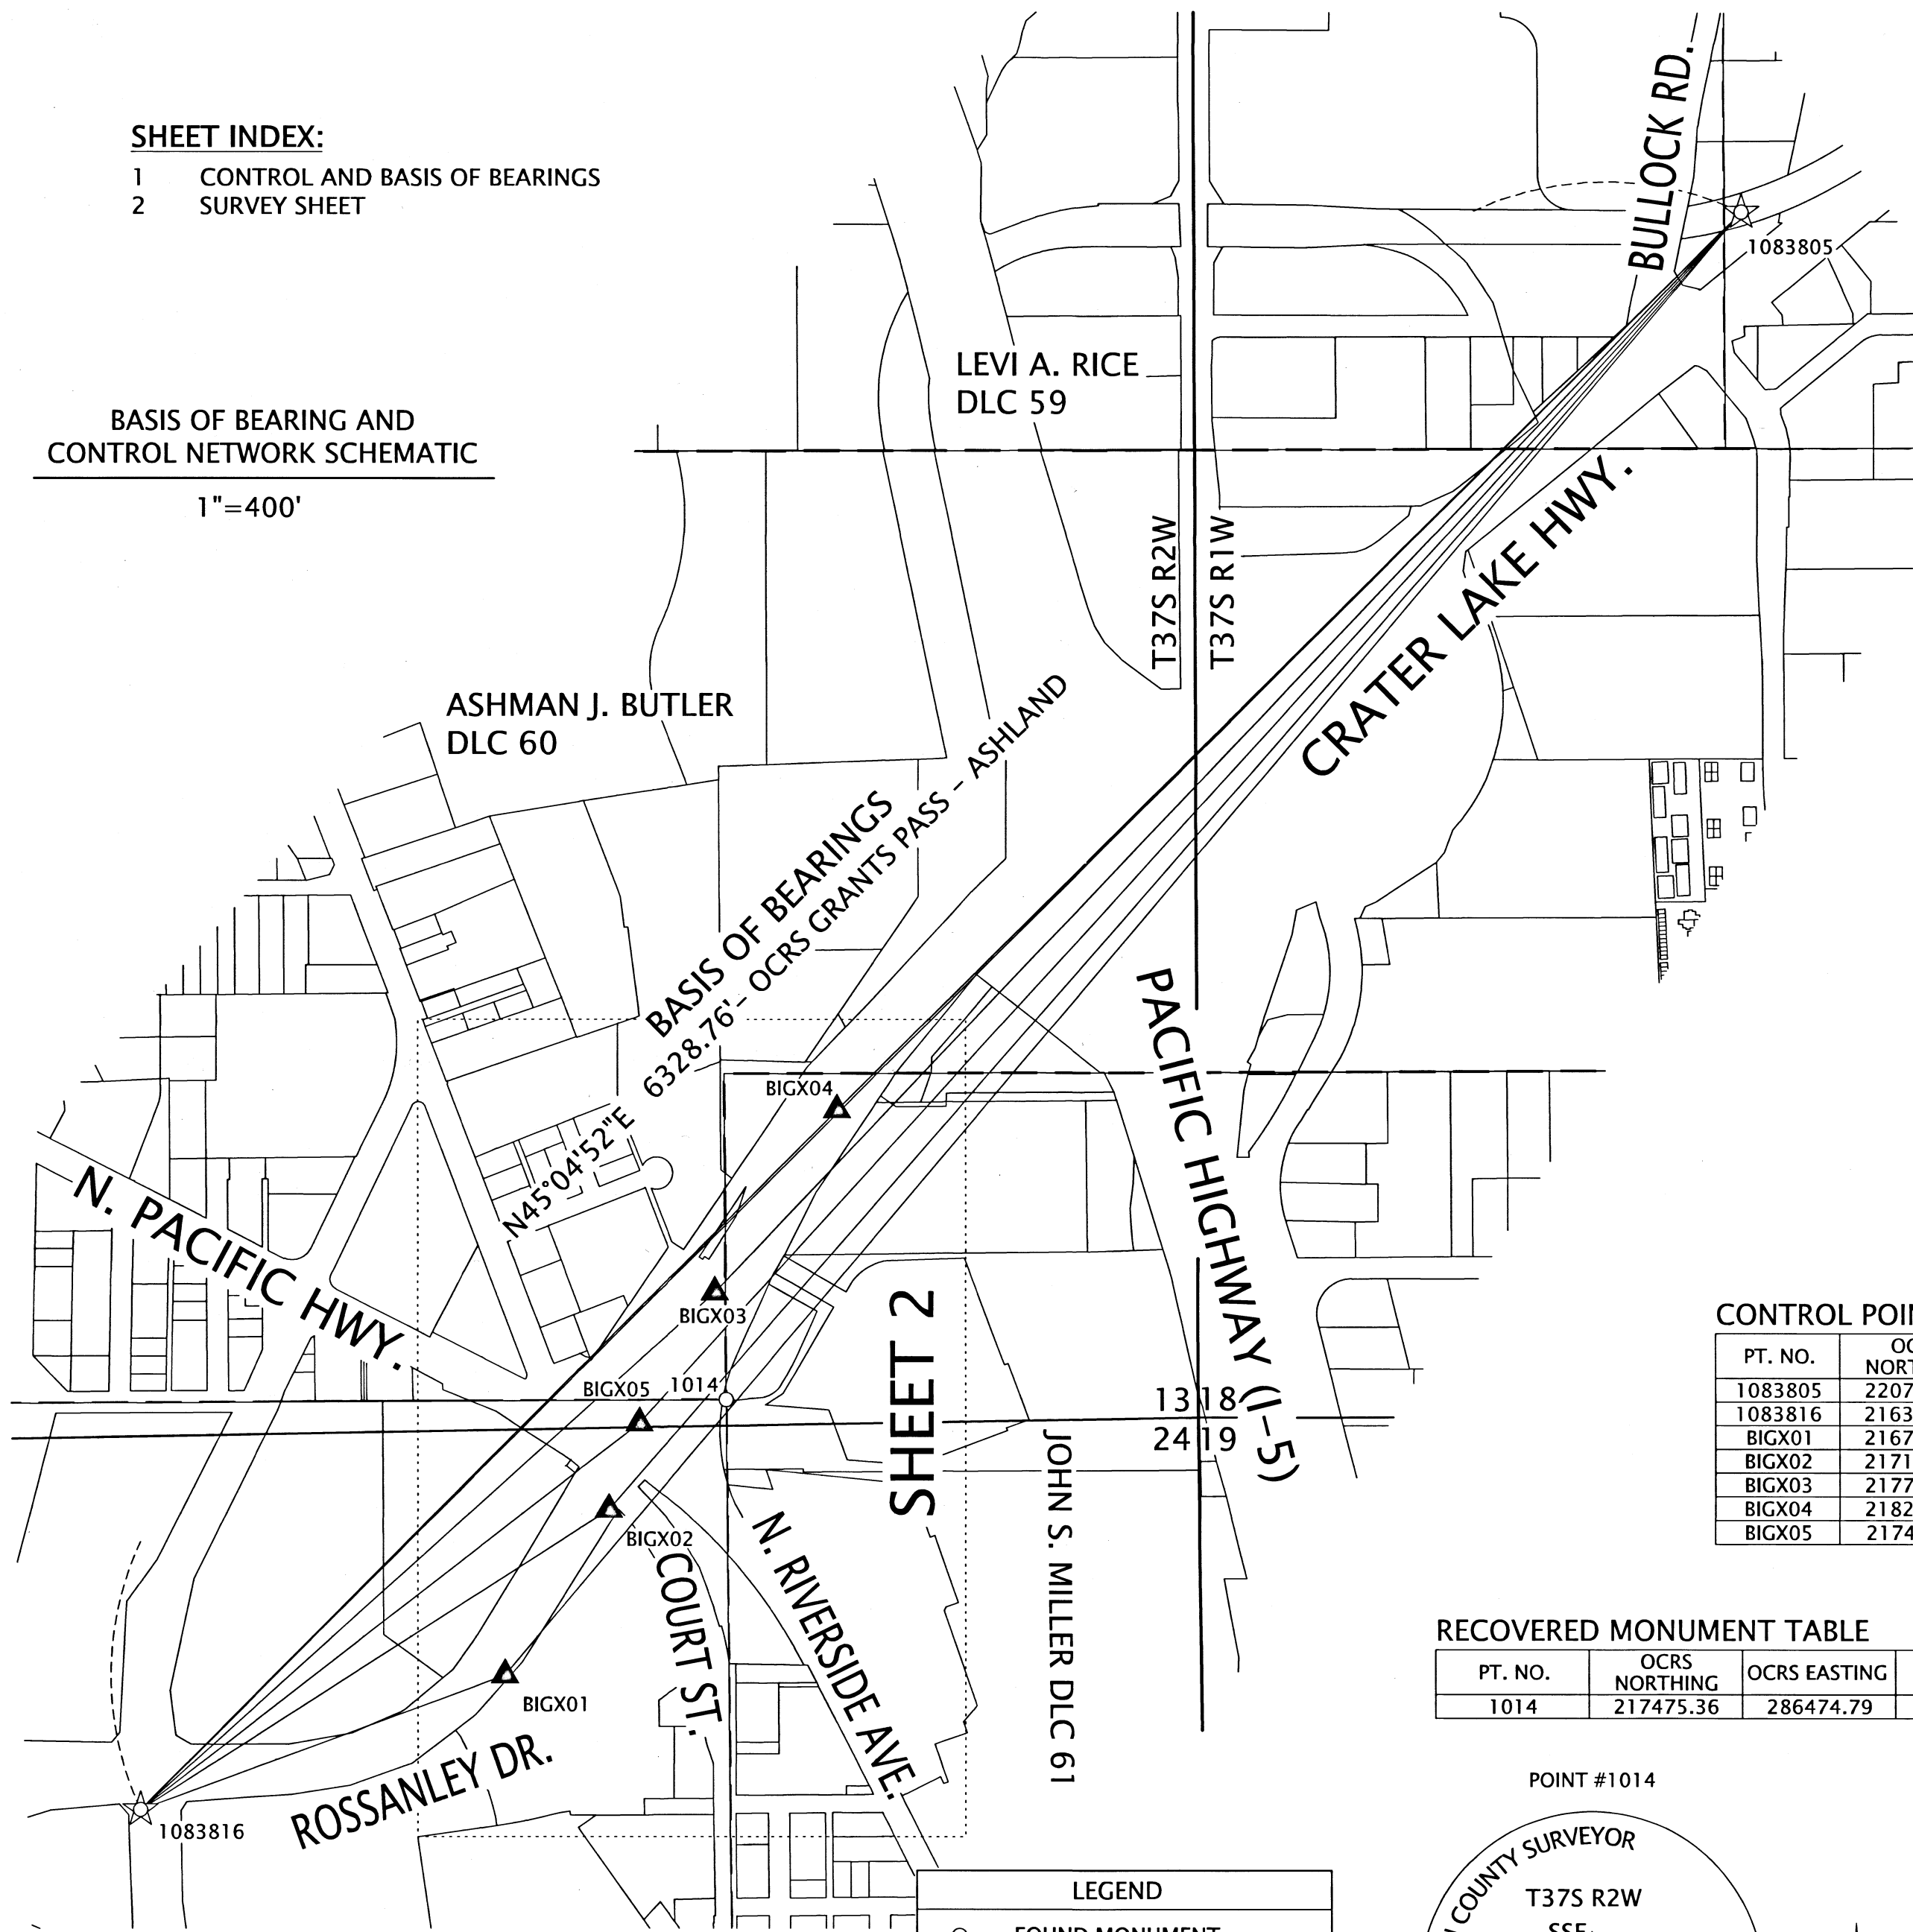 SHEET INDEX:
1 CONTROL AND BASIS OF BEARINGS
2 SURVEY SHEET
BASIS OF BEARING AND
CONTROL NETWORK SCHEMATIC
1"=400'
BULLOCK RD.
1083805
LEVI A. RICE
DLC 59
T37S R2W
T37S R1W
CRATER LAKE HWY.
ASHMAN J. BUTLER
DLC 60
BASIS OF BEARINGS
N45°04'52"E 6328.76' - OCRS GRANTS PASS - ASHLAND
BIGX04
PACIFIC HIGHWAY (I-5)
N. PACIFIC HWY.
BIGX03
SHEET 2
BIGX05
1014
13 18
24 19
BIGX02
COURT ST.
N. RIVERSIDE AVE.
JOHN S. MILLER DLC 61
BIGX01
ROSSANLEY DR.
1083816
CONTROL POI
PT. NO.
1083805 2207
1083816 2163
BIGX01 2167
BIGX02 2171
BIGX03 2177
BIGX04 2182
BIGX05 2174
RECOVERED MONUMENT TABLE
PT. NO. OCRS NORTHING OCRS EASTING
1014 217475.36 286474.79
POINT #1014
COUNTY SURVEYOR
T37S R2W
LEGEND
FOUND MONUMENT